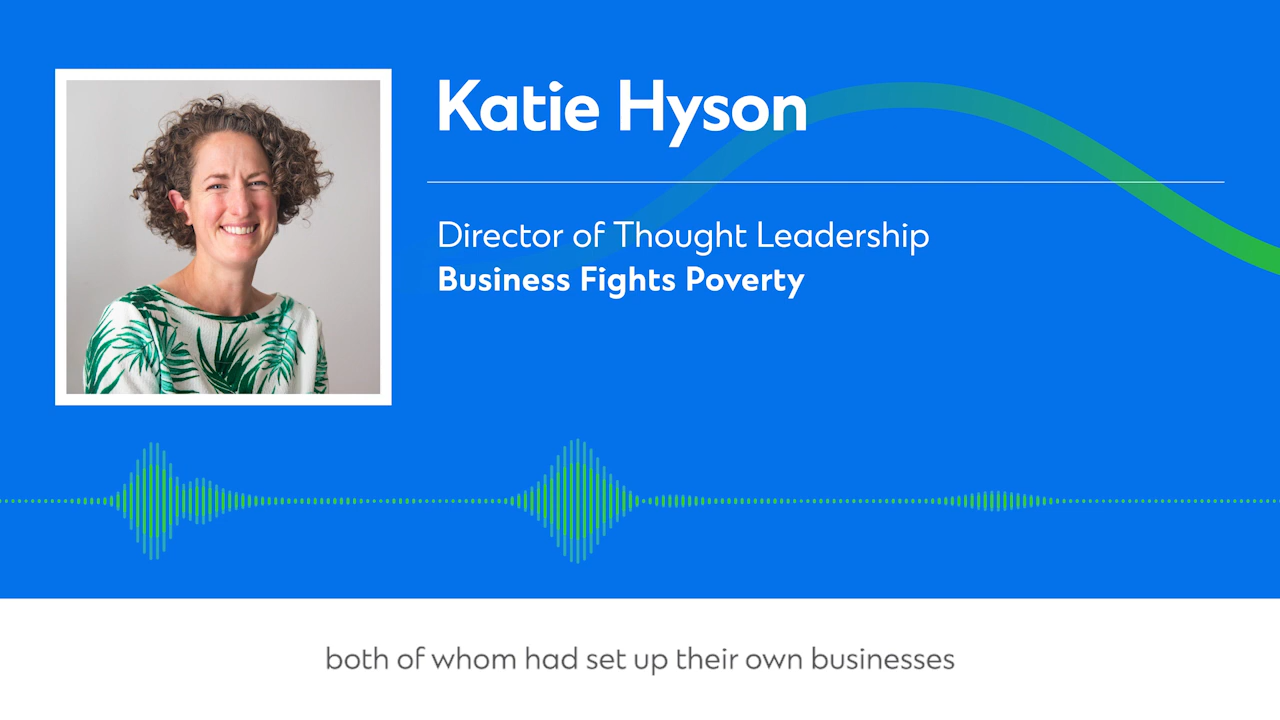 Katie Hyson
Director of Thought Leadership
Business Fights Poverty
both of whom had set up their own businesses